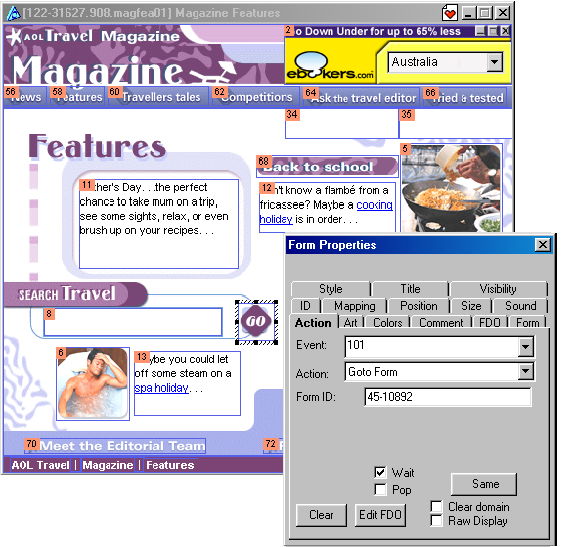 [122-31627.908.magfea01] Magazine Features
AOL Travel Magazine
Magazine
2
Go Down Under for up to 65% less
ebookers.com
Australia
56 News 58 Features 60 Travellers tales 62 Competitions 64 Ask the travel editor 66 Tried & tested
34 35
Features
68 Back to school
5
11 ther's Day. . .the perfect
chance to take mum on a trip,
see some sights, relax, or even
brush up on your recipes. . .
12 n't know a flambé from a
fricassee? Maybe a cooking
holiday is in order. . .
SEARCH Travel
8
GO
6
13 ybe you could let
off some steam on a
spa holiday. . .
70 Meet the Editorial Team
72
AOL Travel | Magazine | Features
Form Properties
Style Title Visibility
ID Mapping Position Size Sound
Action Art Colors Comment FDO Form
Event: 101
Action: Goto Form
Form ID: 45-10892
Wait
Pop
Same
Clear Edit FDO
Clear domain
Raw Display